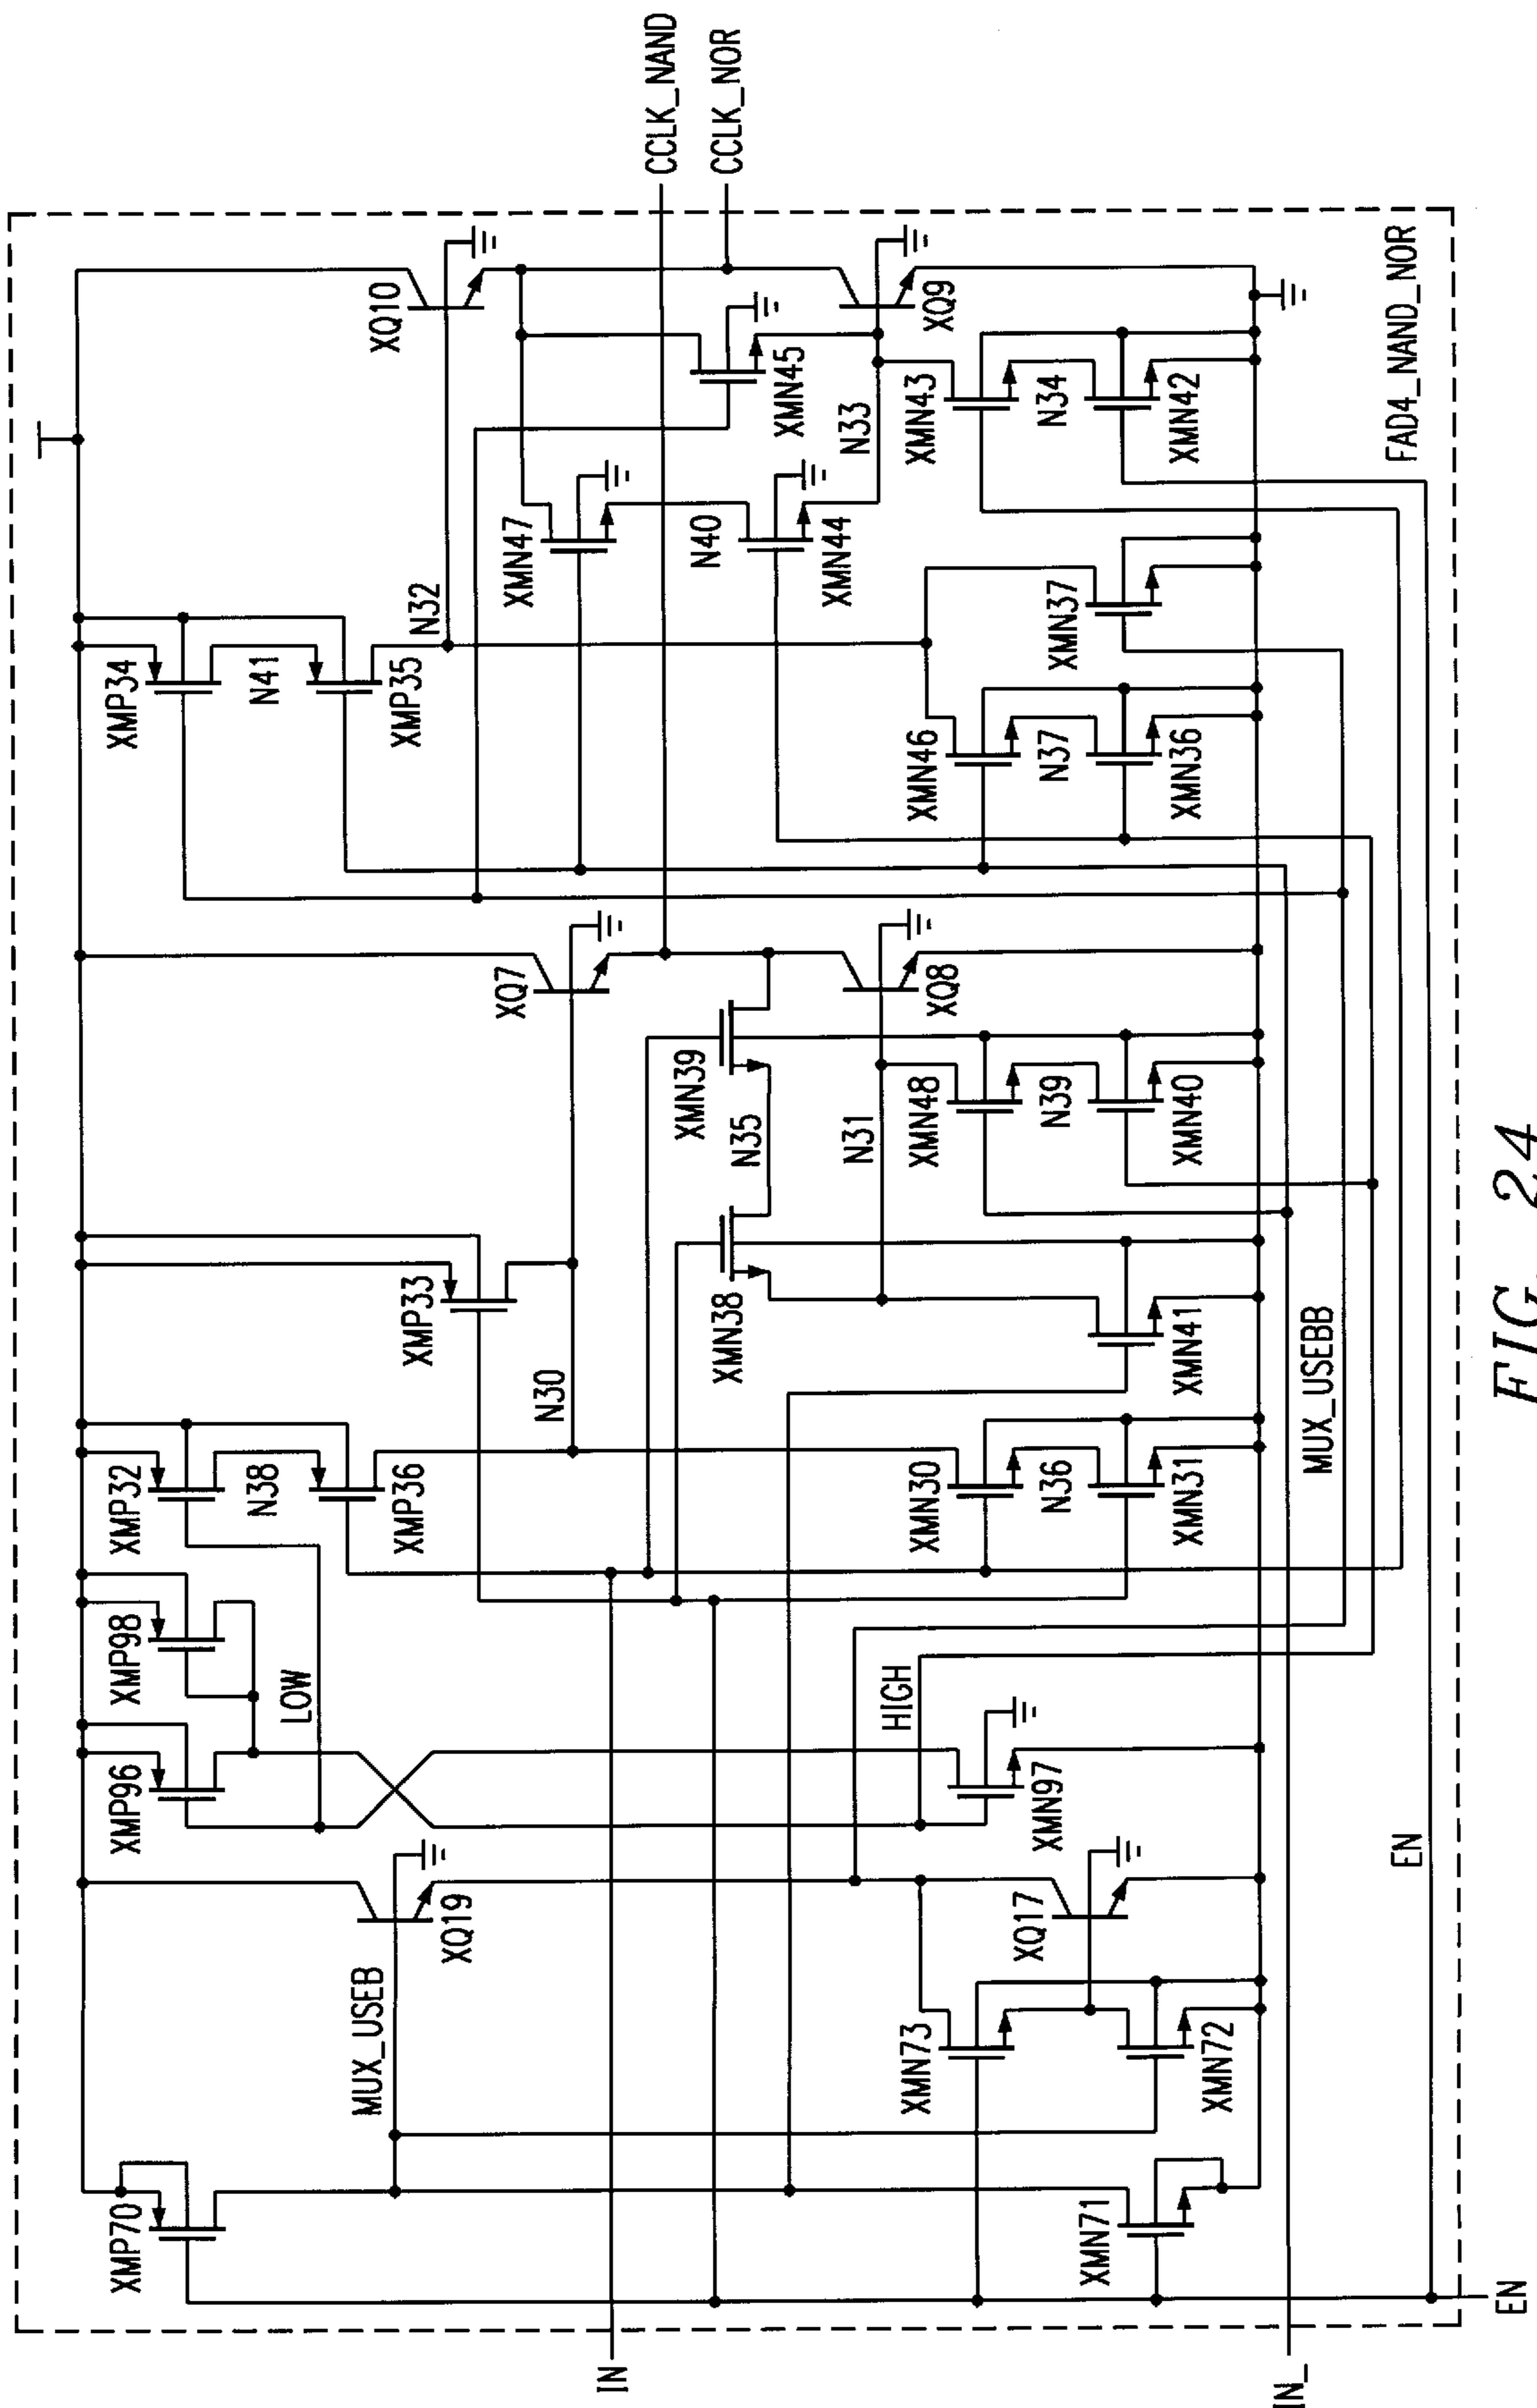 CCLK_NAND
CCLK_NOR
XQ10
XQ9
XMN45
XMN43
N34
XMN42
FAD4_NAND_NOR
N33
XMN47
N40
XMN44
N32
XMP34
N41
XMP35
XMN37
XMN46
N37
XMN36
XQ7
XQ8
XMN39
N35
N31
XMN48
N39
XMN40
XMP33
XMN38
XMN41
N30
MUX_USEBB
XMP32
N38
XMP36
XMN30
N36
XMN31
XMP98
LOW
HIGH
XMP96
XMN97
XQ19
XQ17
EN
MUX_USEB
XMN73
XMN72
XMP70
XMN71
IN
IN_
EN
FIG. 24